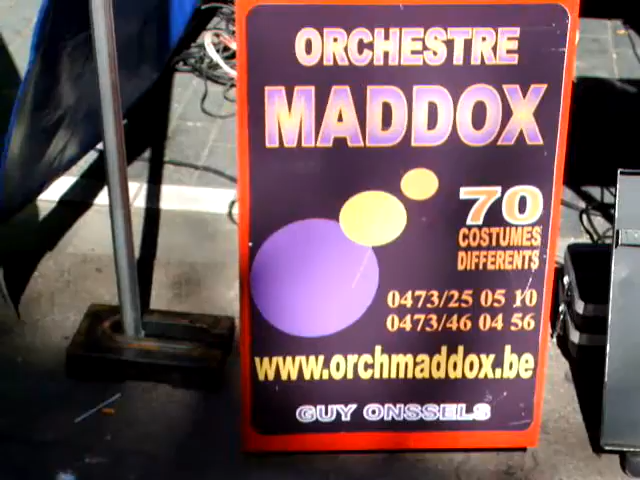 ORCHESTRE
MADDOX
70
COSTUMES
DIFFERENTS
0473/25 05 10
0473/46 04 56
www.orchmaddox.be
GUY ONSSELS